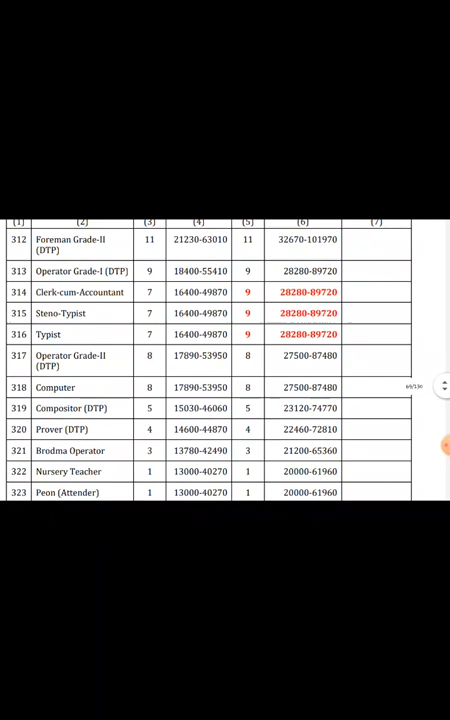 (1) (2) (3) (4) (5) (6) (7)
312 Foreman Grade-II (DTP) 11 21230-63010 11 32670-101970
313 Operator Grade-I (DTP) 9 18400-55410 9 28280-89720
314 Clerk-cum-Accountant 7 16400-49870 9 28280-89720
315 Steno-Typist 7 16400-49870 9 28280-89720
316 Typist 7 16400-49870 9 28280-89720
317 Operator Grade-II (DTP) 8 17890-53950 8 27500-87480
318 Computer 8 17890-53950 8 27500-87480
69/130
319 Compositor (DTP) 5 15030-46060 5 23120-74770
320 Prover (DTP) 4 14600-44870 4 22460-72810
321 Brodma Operator 3 13780-42490 3 21200-65360
322 Nursery Teacher 1 13000-40270 1 20000-61960
323 Peon (Attender) 1 13000-40270 1 20000-61960